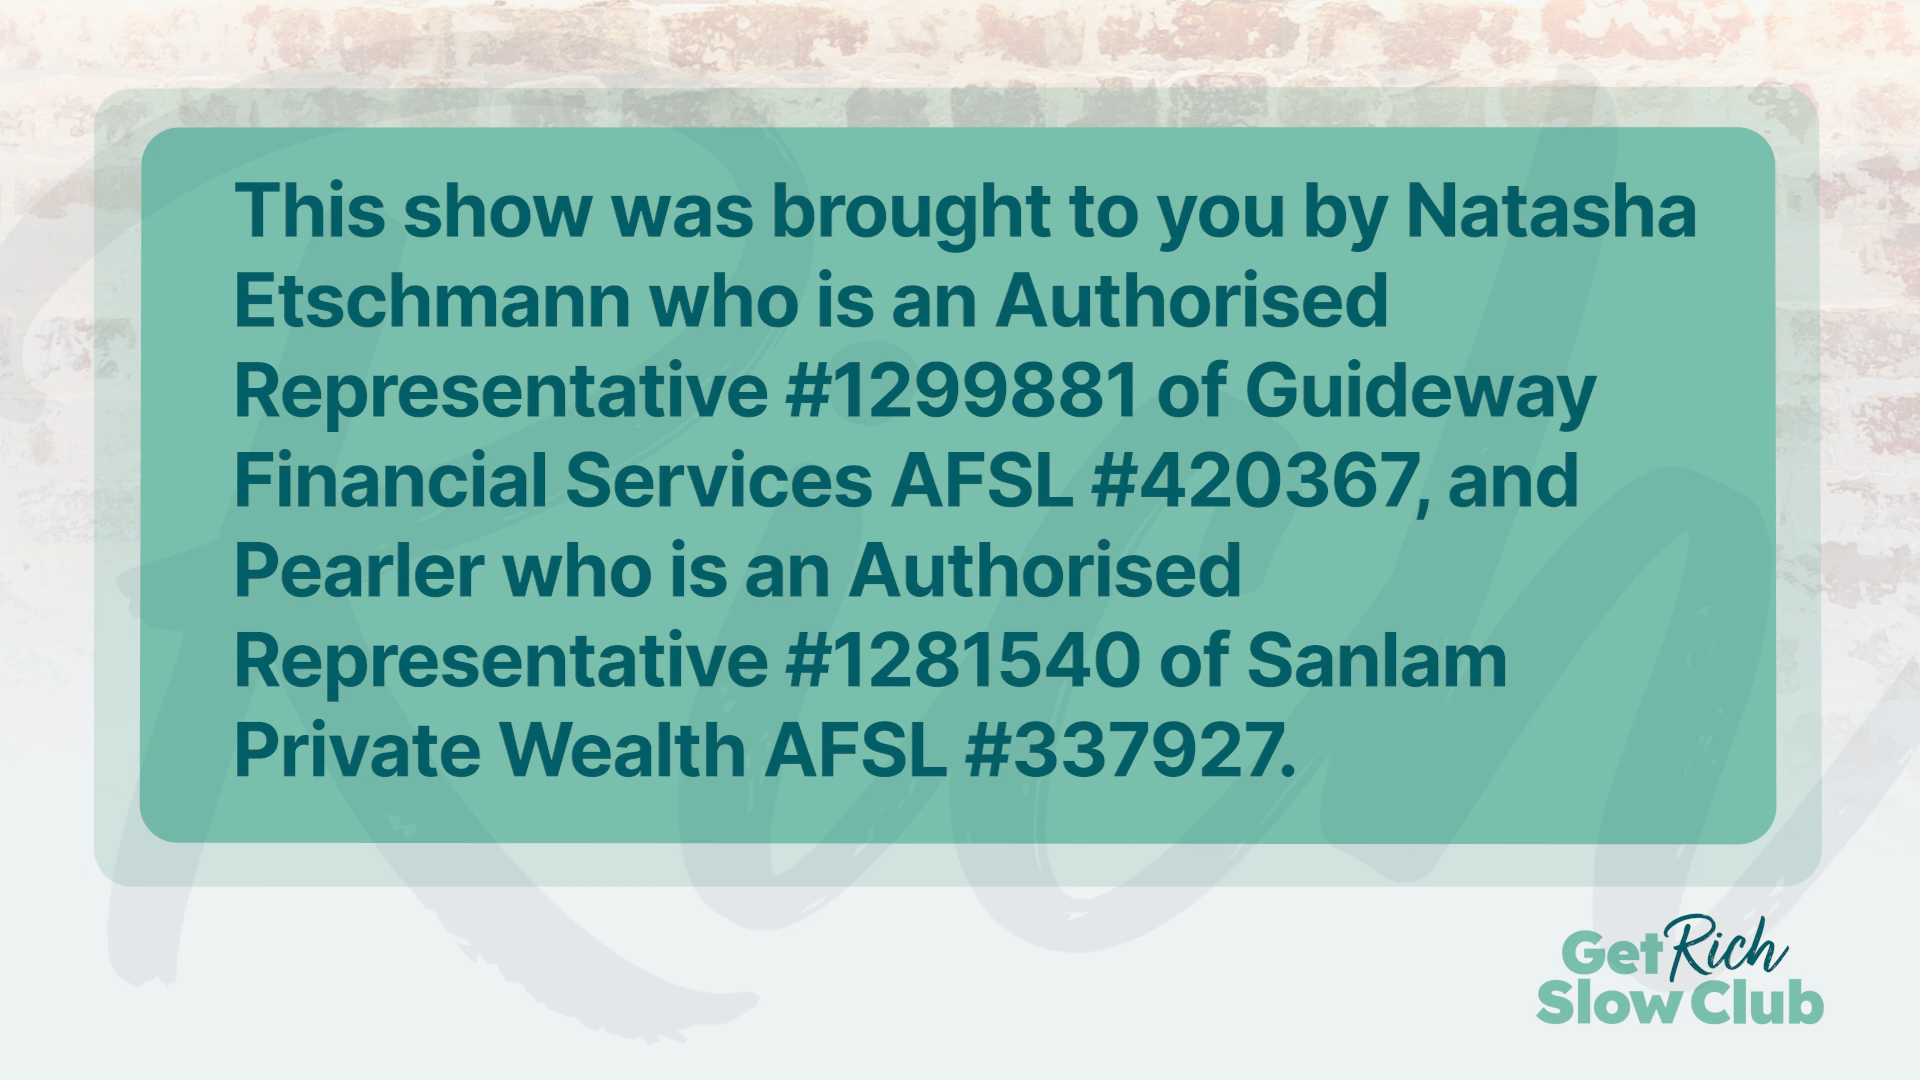 This show was brought to you by Natasha
Etschmann who is an Authorised
Representative #1299881 of Guideway
Financial Services AFSL #420367, and
Pearler who is an Authorised
Representative #1281540 of Sanlam
Private Wealth AFSL #337927.
Get Rich
Slow Club